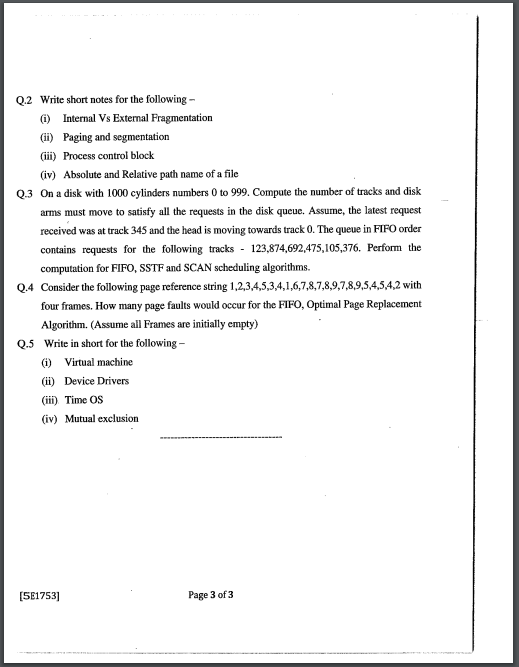 Q.2 Write short notes for the following –
(i) Internal Vs External Fragmentation
(ii) Paging and segmentation
(iii) Process control block
(iv) Absolute and Relative path name of a file
Q.3 On a disk with 1000 cylinders numbers 0 to 999. Compute the number of tracks and disk
arms must move to satisfy all the requests in the disk queue. Assume, the latest request
received was at track 345 and the head is moving towards track 0. The queue in FIFO order
contains requests for the following tracks - 123,874,692,475,105,376. Perform the
computation for FIFO, SSTF and SCAN scheduling algorithms.
Q.4 Consider the following page reference string 1,2,3,4,5,3,4,1,6,7,8,7,8,9,7,8,9,5,4,5,4,2 with
four frames. How many page faults would occur for the FIFO, Optimal Page Replacement
Algorithm. (Assume all Frames are initially empty)
Q.5 Write in short for the following –
(i) Virtual machine
(ii) Device Drivers
(iii) Time OS
(iv) Mutual exclusion
-----------------------------------
[5E1753] Page 3 of 3